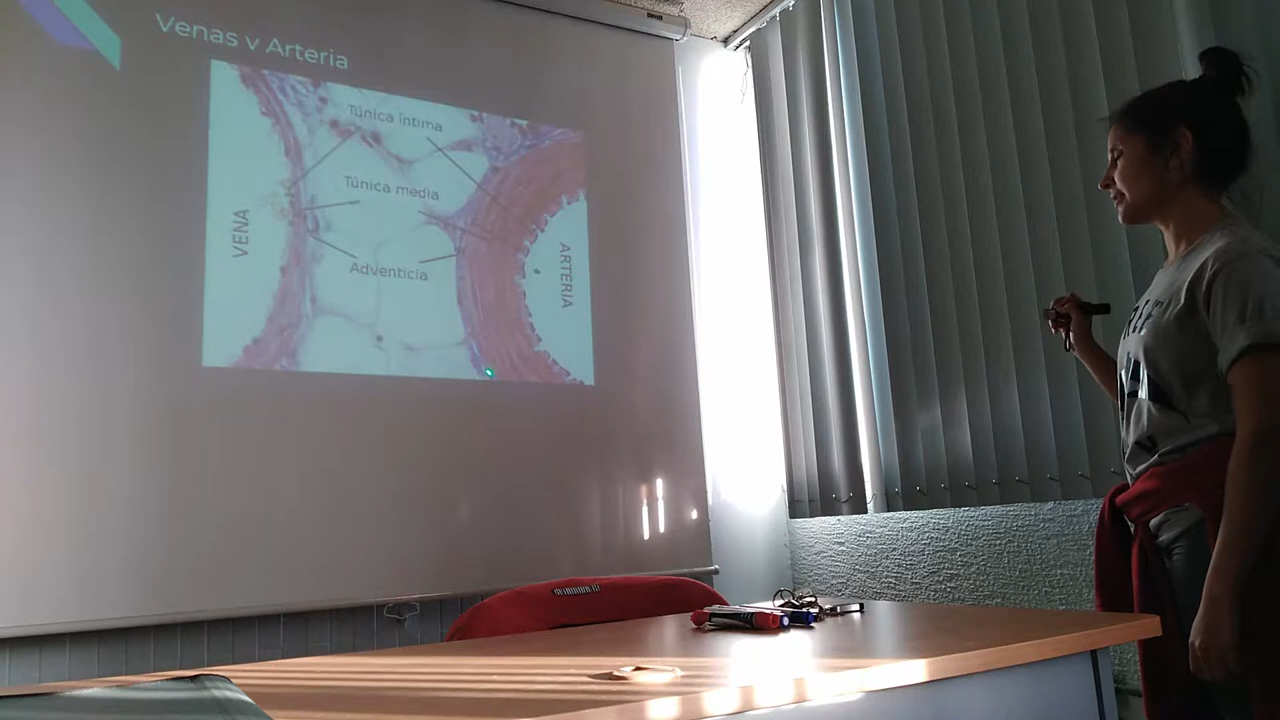 Venas y Arteria
Túnica íntima
Túnica media
VENA
Adventicia
ARTERIA